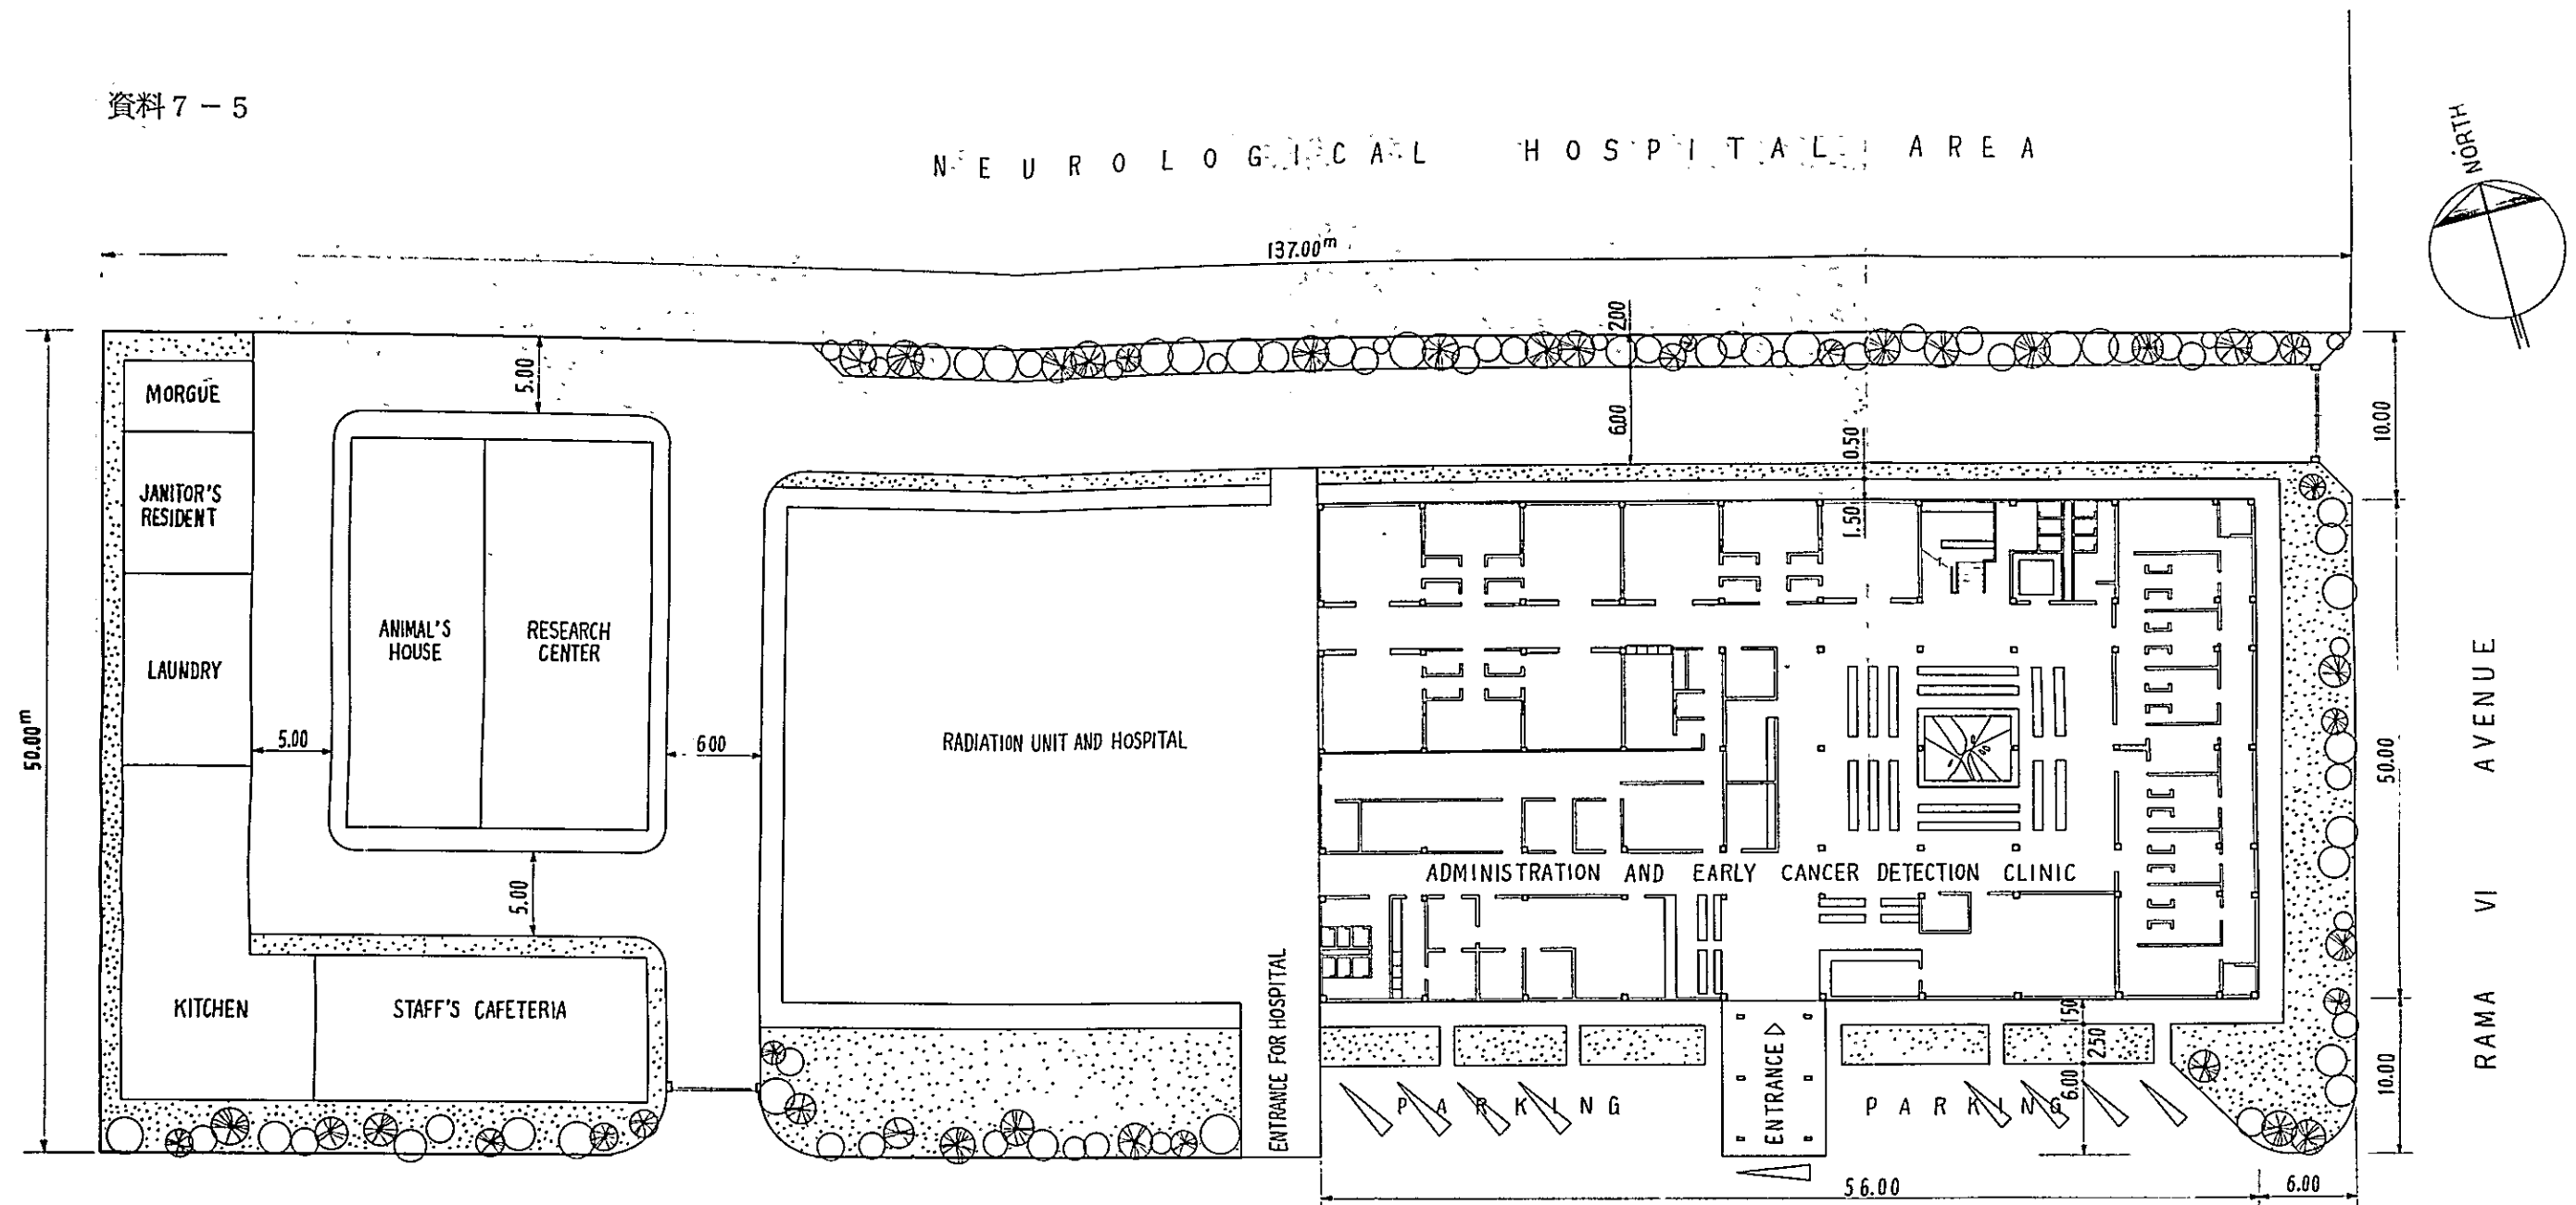 資料7-5
NEUROLOGICAL HOSPITAL AREA
NORTH
137.00m
2.00
5.00
6.00
10.00
0.50
1.50
MORGUE
JANITOR'S
RESIDENT
LAUNDRY
ANIMAL'S
HOUSE
RESEARCH
CENTER
RADIATION UNIT AND HOSPITAL
50.00m
5.00
6 00
50.00
RAMA VI AVENUE
ADMINISTRATION AND EARLY CANCER DETECTION CLINIC
5.00
KITCHEN
STAFF'S CAFETERIA
ENTRANCE FOR HOSPITAL
ENTRANCE
PARKING
PARKING
1 50
2.50
6.00
10.00
56.00
6.00